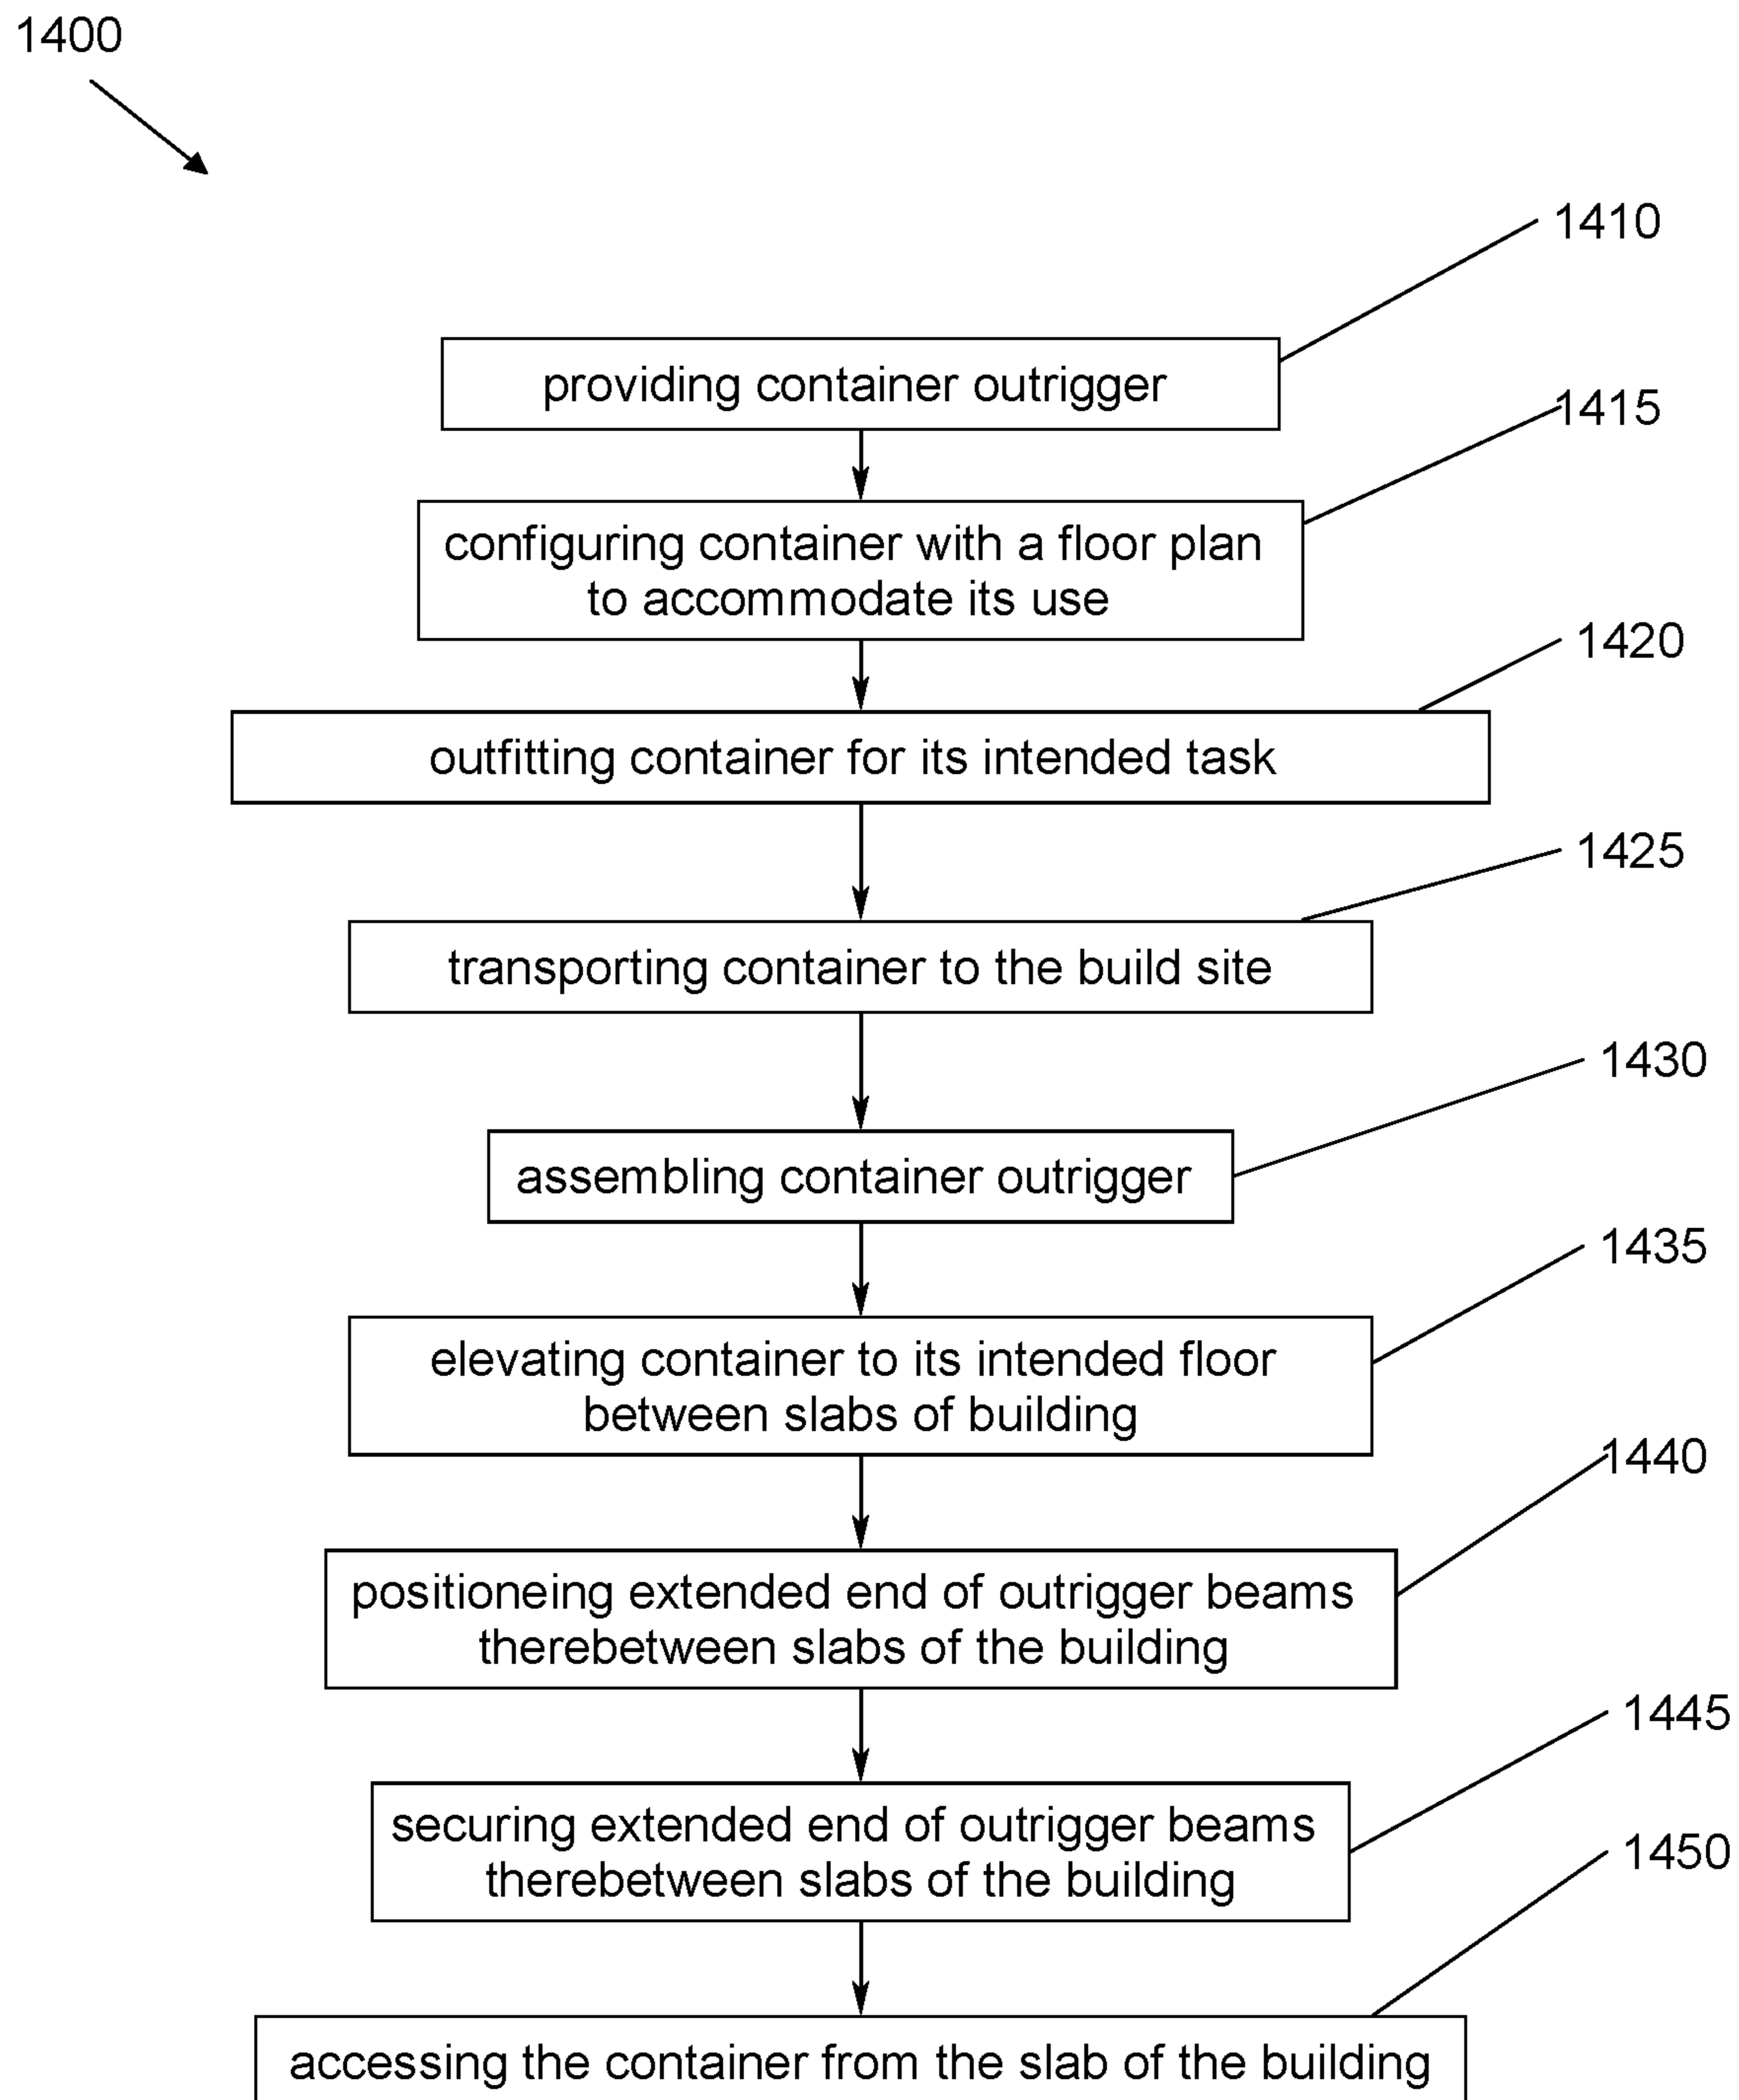 1400
1410
providing container outrigger
1415
configuring container with a floor plan
to accommodate its use
1420
outfitting container for its intended task
1425
transporting container to the build site
1430
assembling container outrigger
1435
elevating container to its intended floor
between slabs of building
1440
positioneing extended end of outrigger beams
therebetween slabs of the building
1445
securing extended end of outrigger beams
therebetween slabs of the building
1450
accessing the container from the slab of the building